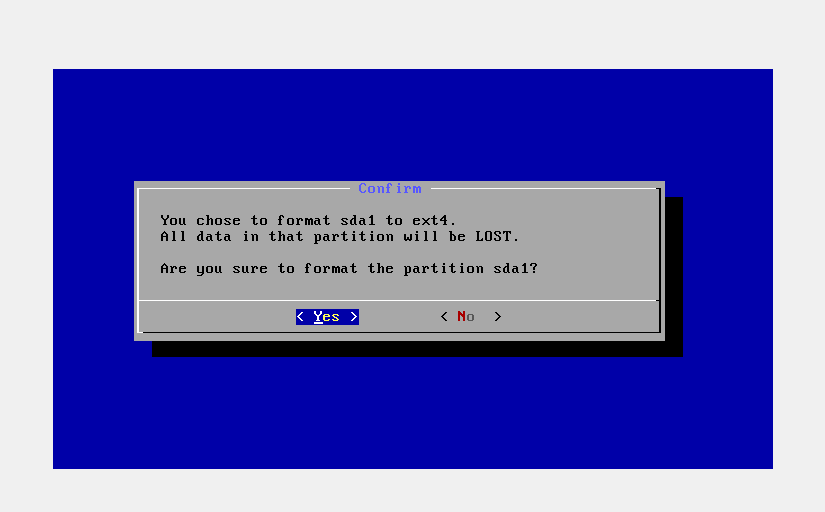 Confirm
You chose to format sda1 to ext4.
All data in that partition will be LOST.
Are you sure to format the partition sda1?
< Yes > < No >